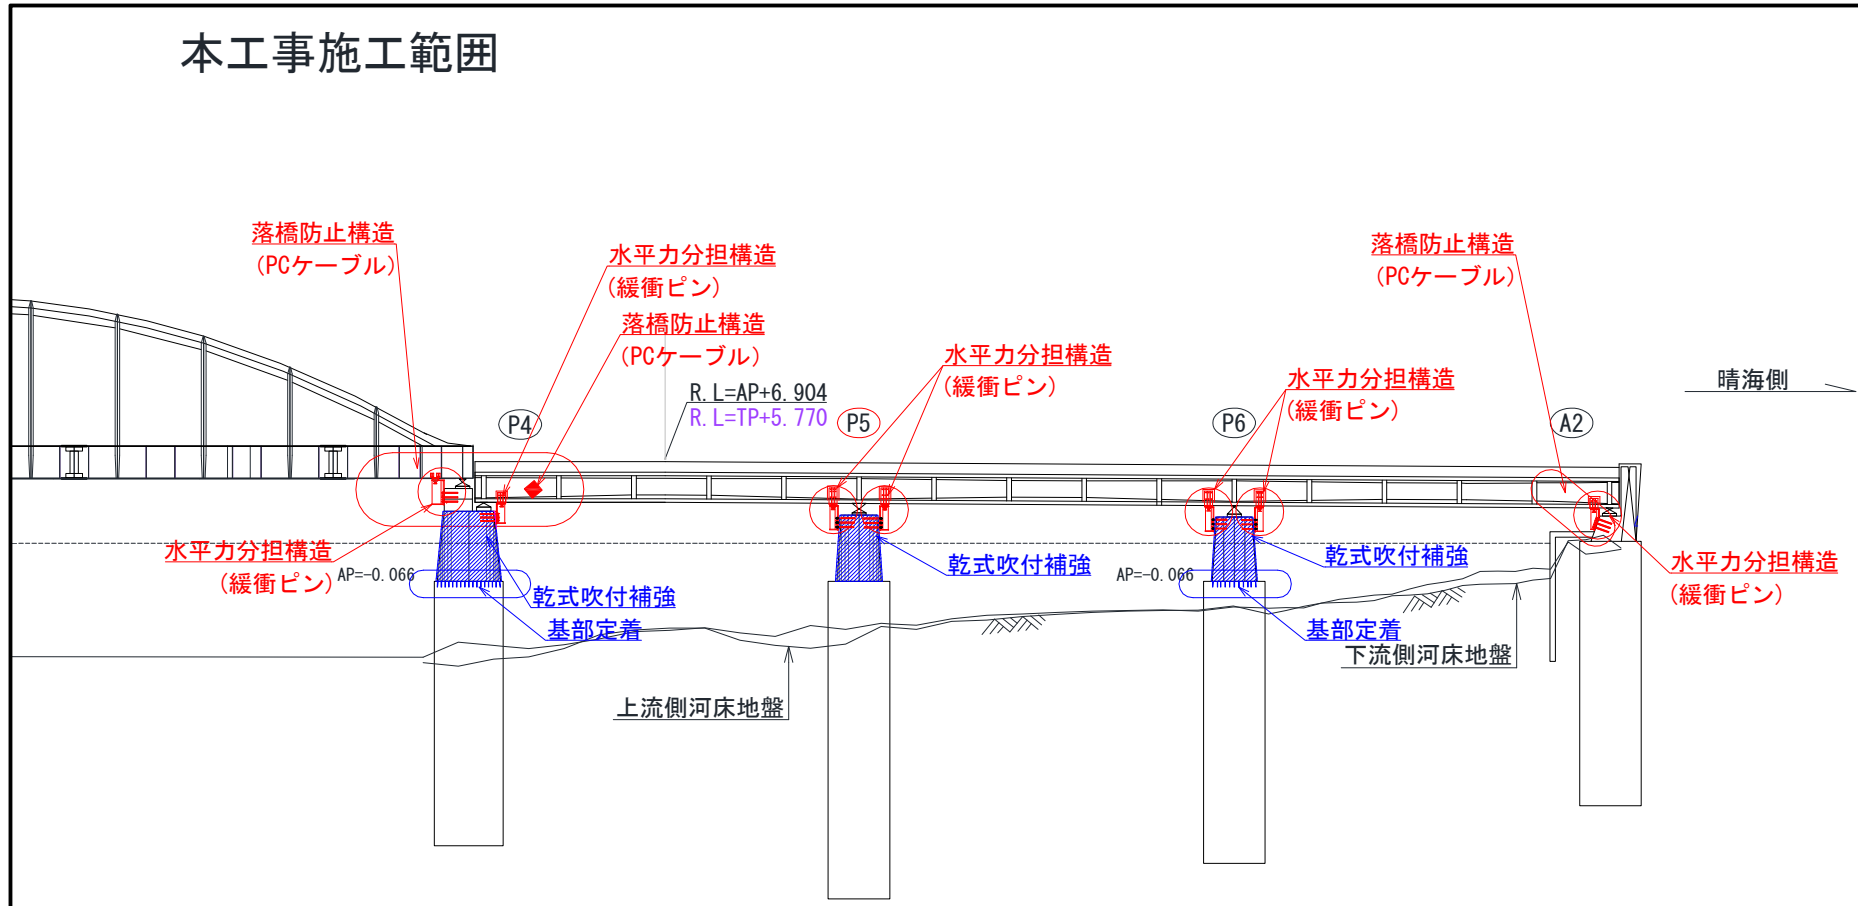 本工事施工範囲
落橋防止構造
(PCケーブル)
水平力分担構造
(緩衝ピン)
落橋防止構造
(PCケーブル)
水平力分担構造
(緩衝ピン)
水平力分担構造
(緩衝ピン)
落橋防止構造
(PCケーブル)
晴海側
R.L=AP+6.904
R.L=TP+5.770
P4
P5
P6
A2
水平力分担構造
(緩衝ピン)
AP=-0.066
乾式吹付補強
基部定着
乾式吹付補強
AP=-0.066
乾式吹付補強
基部定着
水平力分担構造
(緩衝ピン)
下流側河床地盤
上流側河床地盤